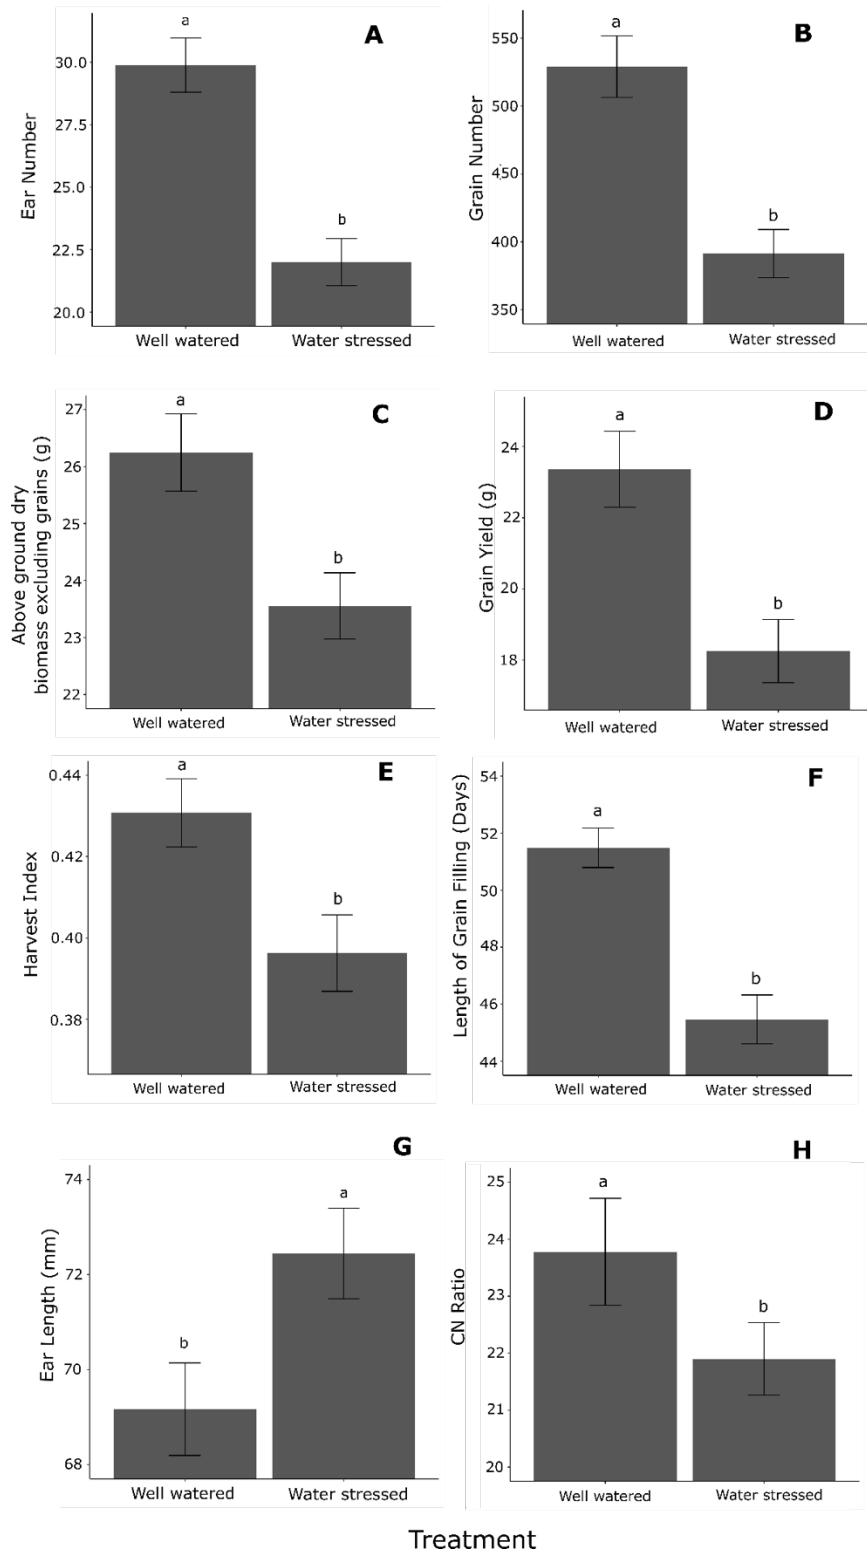 A
a
30.0
27.5
25.0
22.5
20.0
Ear Number
b
Well watered
Water stressed
B
a
550
500
450
400
350
Grain Number
b
Well watered
Water stressed
C
a
27
26
25
24
23
22
Above ground dry
biomass excluding grains (g)
b
Well watered
Water stressed
D
a
24
22
20
18
Grain Yield (g)
b
Well watered
Water stressed
E
a
0.44
0.42
0.40
0.38
Harvest Index
b
Well watered
Water stressed
F
a
54
52
50
48
46
44
Length of Grain Filling (Days)
b
Well watered
Water stressed
G
a
74
72
70
68
Ear Length (mm)
b
Well watered
Water stressed
H
a
25
24
23
22
21
20
CN Ratio
b
Well watered
Water stressed
Treatment